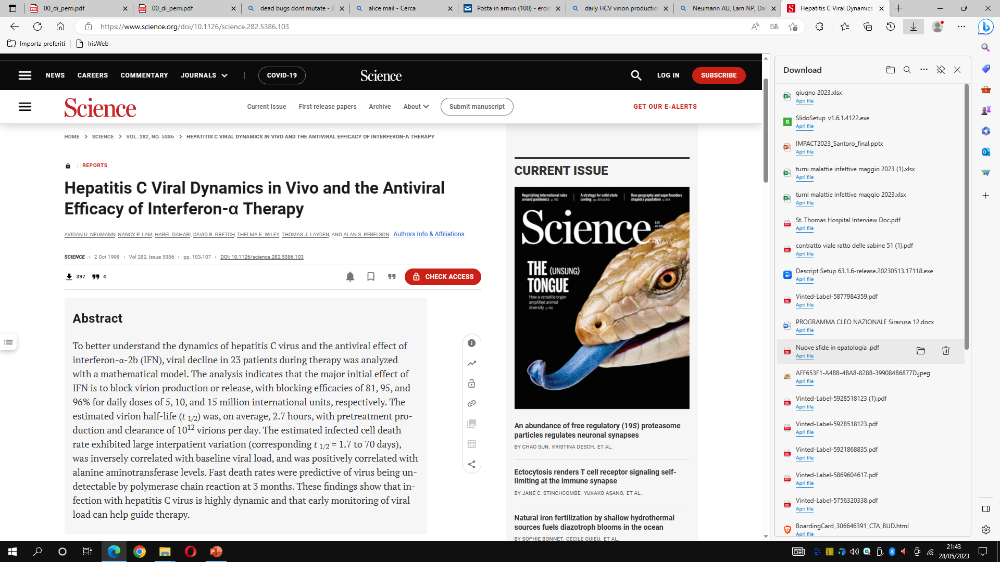 00_di_perri.pdf
00_di_perri.pdf
dead bugs dont mutate - B
alice mail - Cerca
Posta in arrivo (100) - erdis
daily HCV virion production
Neumann AU, Lam NP, Dah
Hepatitis C Viral Dynamics
https://www.science.org/doi/10.1126/science.282.5386.103
Importa preferiti
IrisWeb
NEWS CAREERS COMMENTARY JOURNALS | COVID-19 Science LOG IN SUBSCRIBE
Science
Current Issue First release papers Archive About Submit manuscript GET OUR E-ALERTS
HOME > SCIENCE > VOL. 282, NO. 5386 > HEPATITIS C VIRAL DYNAMICS IN VIVO AND THE ANTIVIRAL EFFICACY OF INTERFERON-Α THERAPY
REPORTS
Hepatitis C Viral Dynamics in Vivo and the Antiviral
Efficacy of Interferon-α Therapy
AVIDAN U. NEUMANN, NANCY P. LAM, HAREL DAHARI, DAVID R. GRETCH, THELMA E. WILEY, THOMAS J. LAYDEN, AND ALAN S. PERELSON Authors Info & Affiliations
SCIENCE · 2 Oct 1998 · Vol 282, Issue 5386 · pp. 103-107 · DOI: 10.1126/science.282.5386.103
397 4 CHECK ACCESS
Abstract
To better understand the dynamics of hepatitis C virus and the antiviral effect of
interferon-α-2b (IFN), viral decline in 23 patients during therapy was analyzed
with a mathematical model. The analysis indicates that the major initial effect of
IFN is to block virion production or release, with blocking efficacies of 81, 95, and
96% for daily doses of 5, 10, and 15 million international units, respectively. The
estimated virion half-life (t 1/2) was, on average, 2.7 hours, with pretreatment pro-
duction and clearance of 10¹² virions per day. The estimated infected cell death
rate exhibited large interpatient variation (corresponding t 1/2 = 1.7 to 70 days),
was inversely correlated with baseline viral load, and was positively correlated with
alanine aminotransferase levels. Fast death rates were predictive of virus being un-
detectable by polymerase chain reaction at 3 months. These findings show that in-
fection with hepatitis C virus is highly dynamic and that early monitoring of viral
load can help guide therapy.
CURRENT ISSUE
Negotiating international rules
around pandemics p. 792
A strategy for solid-state
cooling pp. 800 & 841
How geography and superfounders
shaped a population p. 849
Science
$15
THE (UNSUNG)
TONGUE
How a versatile organ
amplified animal
diversity p. 786
An abundance of free regulatory (19S) proteasome
particles regulates neuronal synapses
BY CHAO SUN, KRISTINA DESCH, ET AL.
Ectocytosis renders T cell receptor signaling self-
limiting at the immune synapse
BY JANE C. STINCHCOMBE, YUKAKO ASANO, ET AL.
Natural iron fertilization by shallow hydrothermal
sources fuels diazotroph blooms in the ocean
BY SOPHIE BONNET, CÉCILE GUIEU, ET AL.
Download
giugno 2023.xlsx
Apri file
SlidoSetup_v1.6.1.4122.exe
Apri file
IMPACT2023_Santoro_final.pptx
Apri file
turni malattie infettive maggio 2023 (1).xlsx
Apri file
turni malattie infettive maggio 2023.xlsx
Apri file
St. Thomas Hospital Interview Doc.pdf
Apri file
contratto viale ratto delle sabine 51 (1).pdf
Apri file
Descript Setup 63.1.6-release.20230513.17118.exe
Apri file
Vinted-Label-5877984359.pdf
Apri file
PROGRAMMA CLEO NAZIONALE Siracusa 12.docx
Apri file
Nuove sfide in epatologia .pdf
Apri file
AFF653F1-A4BB-4BA8-828B-399084B6877D.jpeg
Apri file
Vinted-Label-5928518123 (1).pdf
Apri file
Vinted-Label-5928518123.pdf
Apri file
Vinted-Label-5921868835.pdf
Apri file
Vinted-Label-5869604617.pdf
Apri file
Vinted-Label-5756320338.pdf
Apri file
BoardingCard_306646391_CTA_BUD.html
Apri file
21:43
28/05/2023